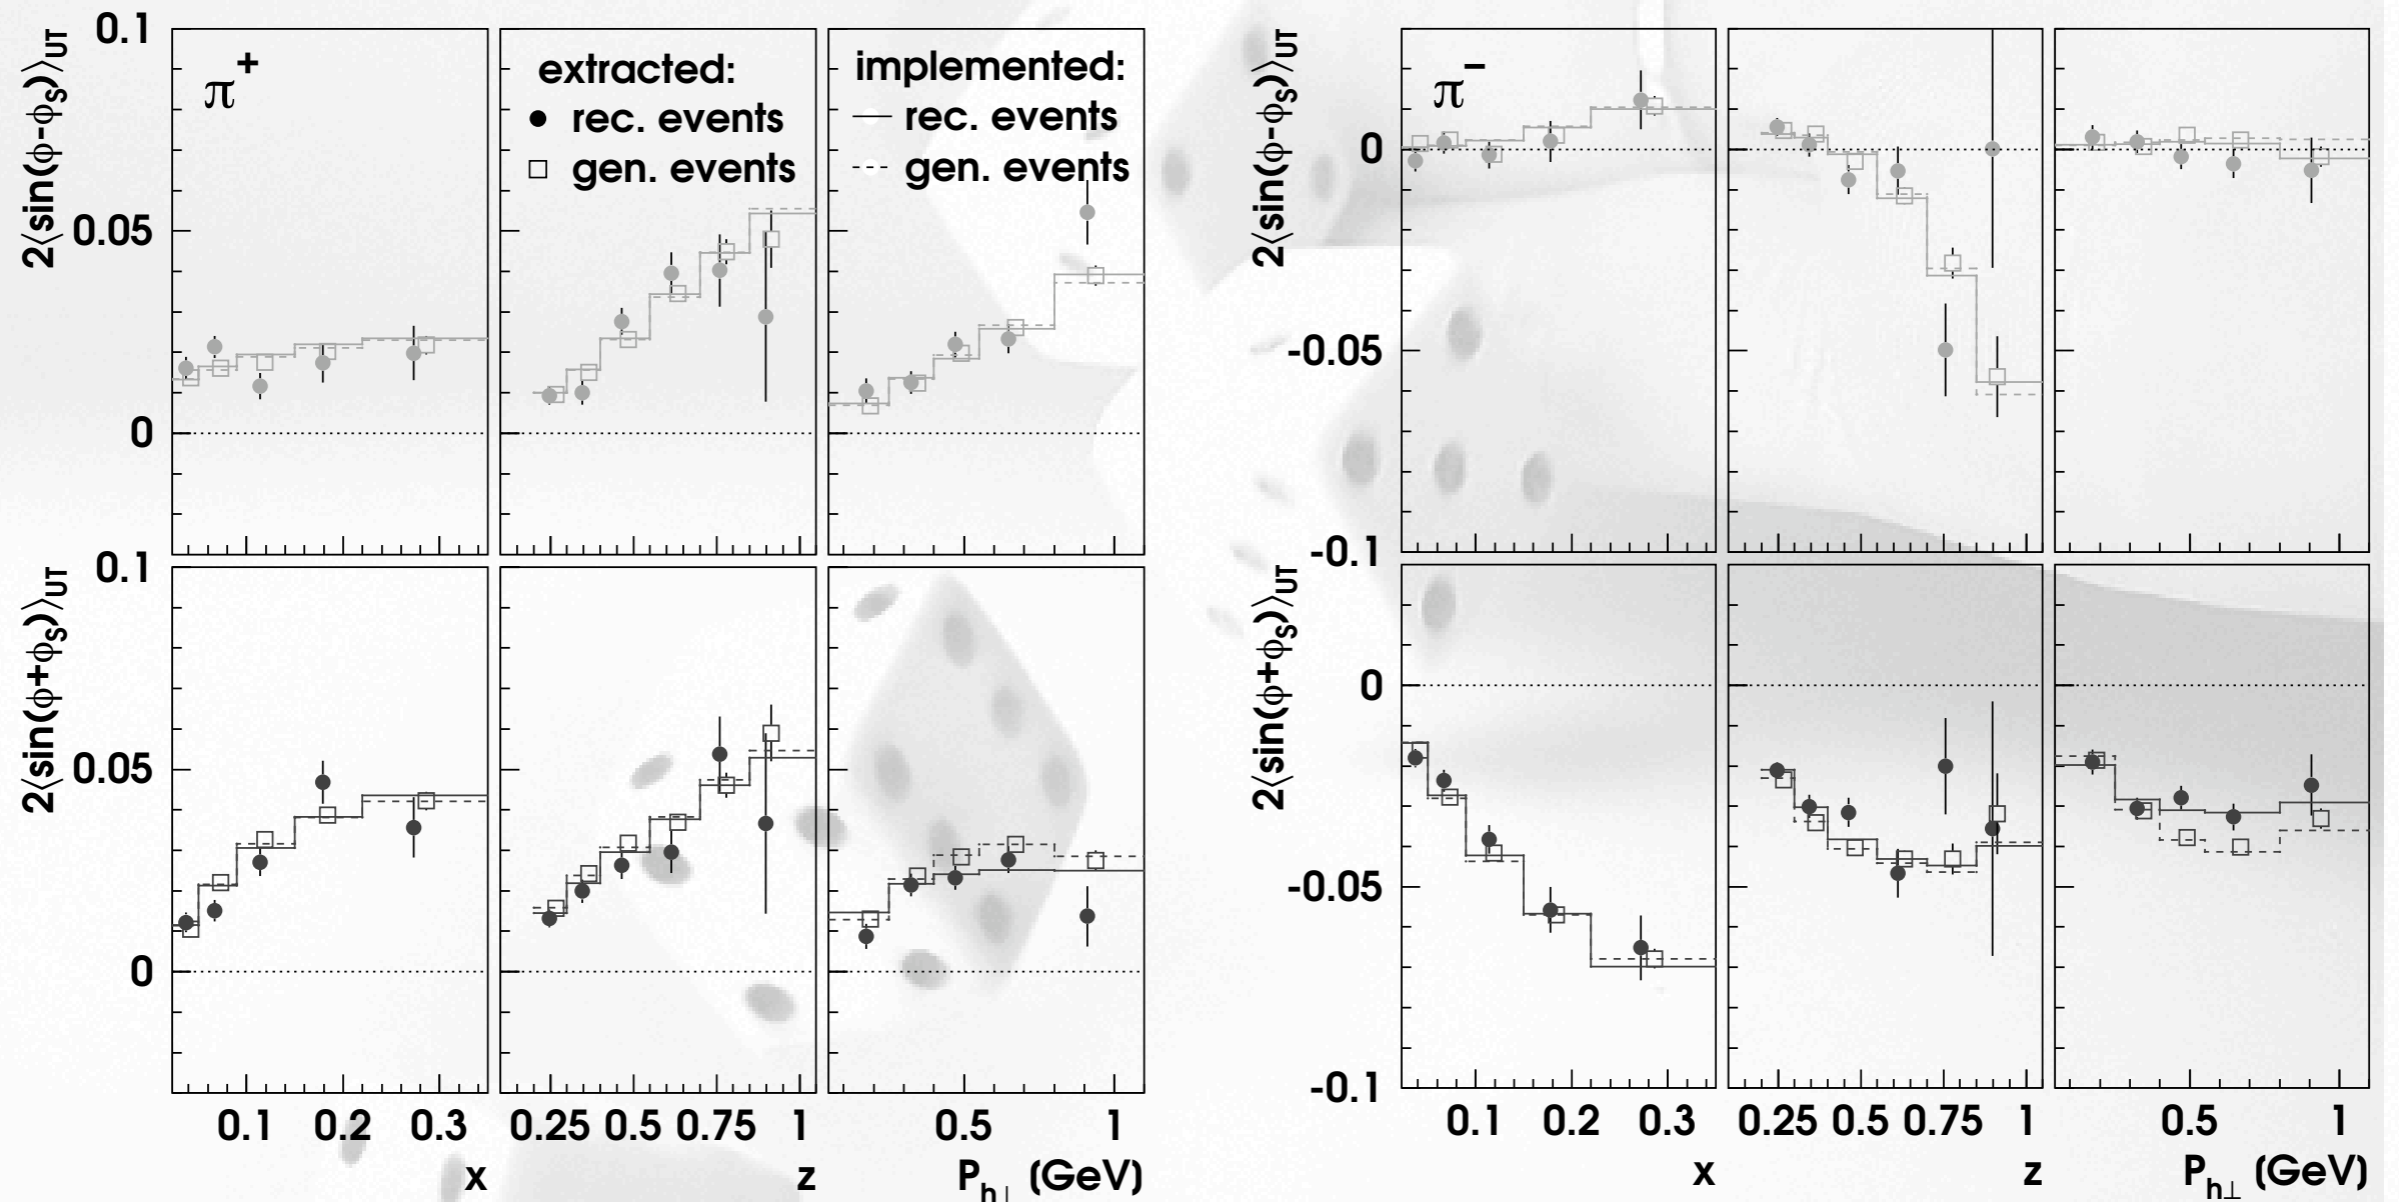 0.1
2⟨sin(ϕ-ϕS)⟩UT
π+
extracted:
rec. events
gen. events
implemented:
rec. events
gen. events
0.05
0
2⟨sin(ϕ-ϕS)⟩UT
π−
0
-0.05
-0.1
0.1
2⟨sin(ϕ+ϕS)⟩UT
0.05
0
0.1 0.2 0.3
x
0.25 0.5 0.75 1
z
0.5 1
Ph⊥ (GeV)
2⟨sin(ϕ+ϕS)⟩UT
0
-0.05
-0.1
0.1 0.2 0.3
x
0.25 0.5 0.75 1
z
0.5 1
Ph⊥ (GeV)